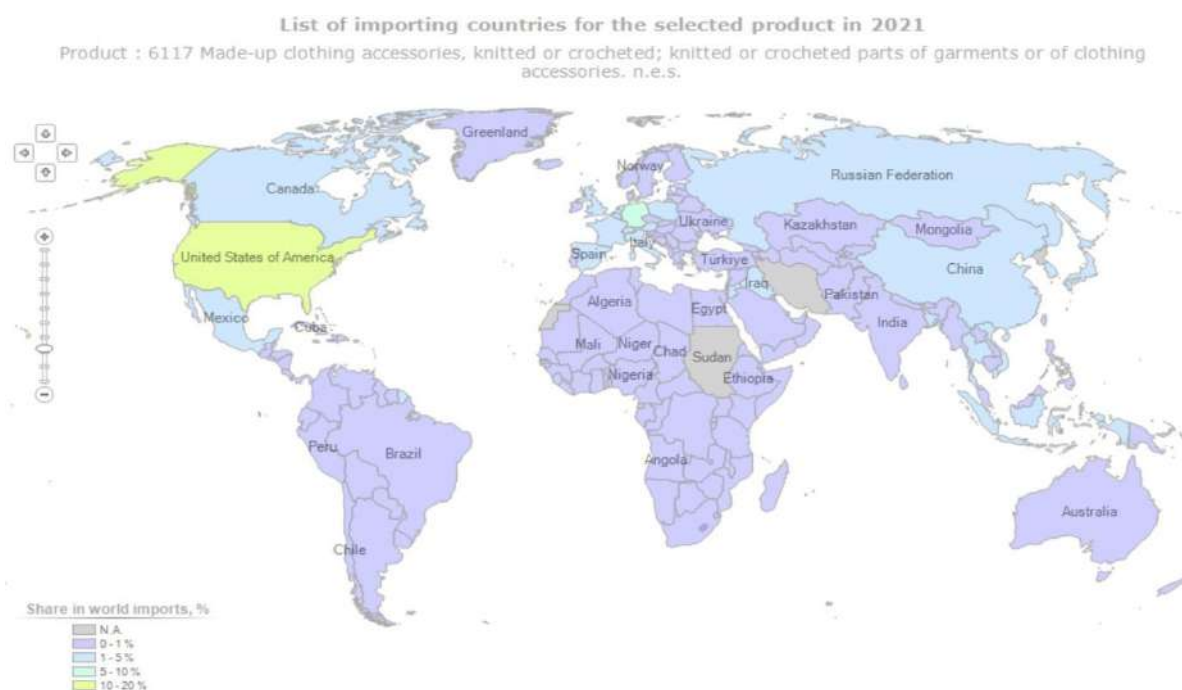 List of importing countries for the selected product in 2021
Product : 6117 Made-up clothing accessories, knitted or crocheted; knitted or crocheted parts of garments or of clothing
accessories. n.e.s.
Greenland
Norway
Canada
Russian Federation
Ukraine
Kazakhstan
Mongolia
Italy
Spain
Türkiye
United States of America
China
Iraq
Pakistan
Algeria
Egypt
Mexico
Cuba
India
Mali
Niger
Chad
Sudan
Nigeria
Ethiopia
Peru
Brazil
Angola
Australia
Chile
Share in world imports, %
N.A.
0 - 1 %
1 - 5 %
5 - 10 %
10 - 20 %